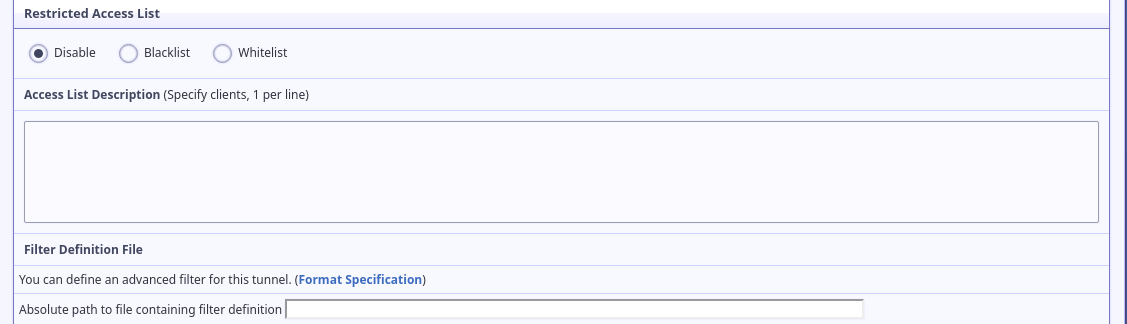 Restricted Access List
Disable Blacklist Whitelist
Access List Description (Specify clients, 1 per line)
Filter Definition File
You can define an advanced filter for this tunnel. (Format Specification)
Absolute path to file containing filter definition